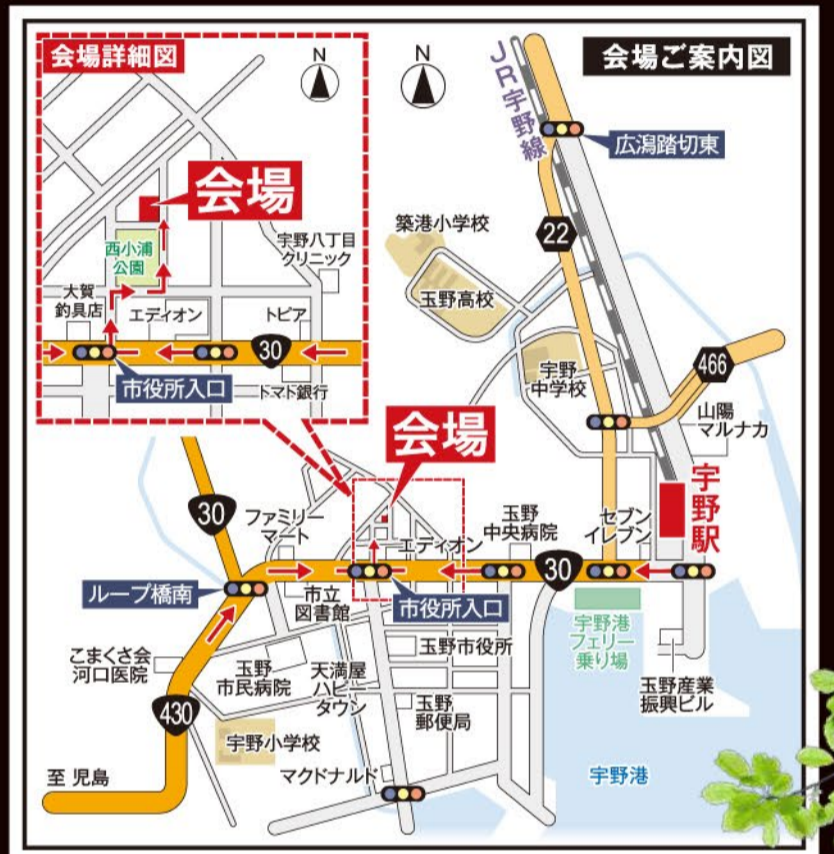 会場ご案内図
会場詳細図
N
N
会場
西小浦
公園
宇野八丁目
クリニック
大賀
釣具店
エディオン
トピア
30
市役所入口
トマト銀行
JR宇野線
広潟踏切東
22
築港小学校
玉野高校
宇野
中学校
466
山陽
マルナカ
会場
宇野駅
30
ファミリー
マート
エディオン
玉野
中央病院
セブン
イレブン
30
ループ橋南
市立
図書館
市役所入口
宇野港
フェリー
乗り場
こまくさ会
河口医院
玉野
市民病院
天満屋
ハピー
タウン
玉野市役所
玉野産業
振興ビル
430
玉野
郵便局
宇野小学校
至 児島
マクドナルド
宇野港